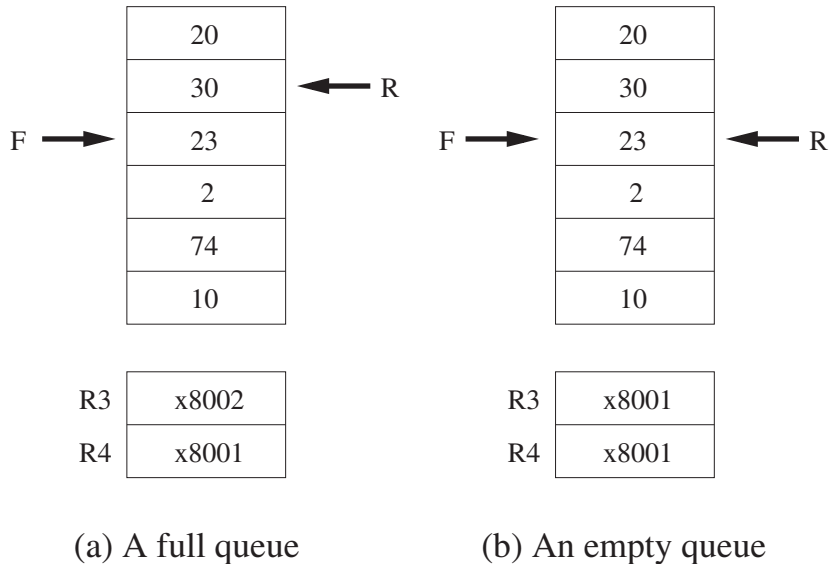 20 20
30 R 30
F 23 F 23 R
2 2
74 74
10 10
R3 x8002 R3 x8001
R4 x8001 R4 x8001
(a) A full queue (b) An empty queue